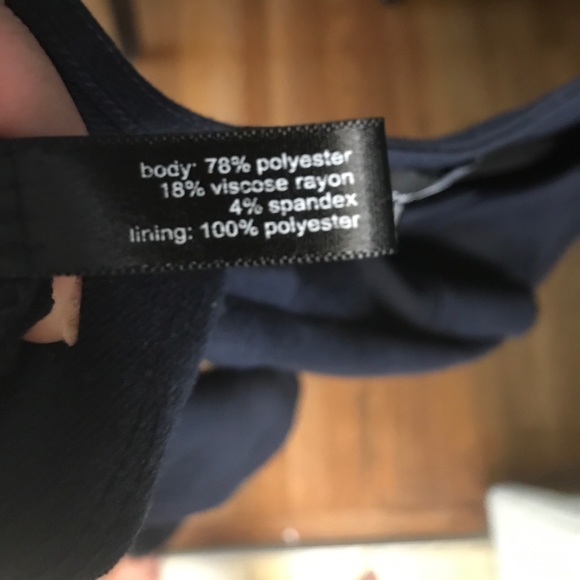 body: 78% polyester
18% viscose rayon
4% spandex
lining: 100% polyester